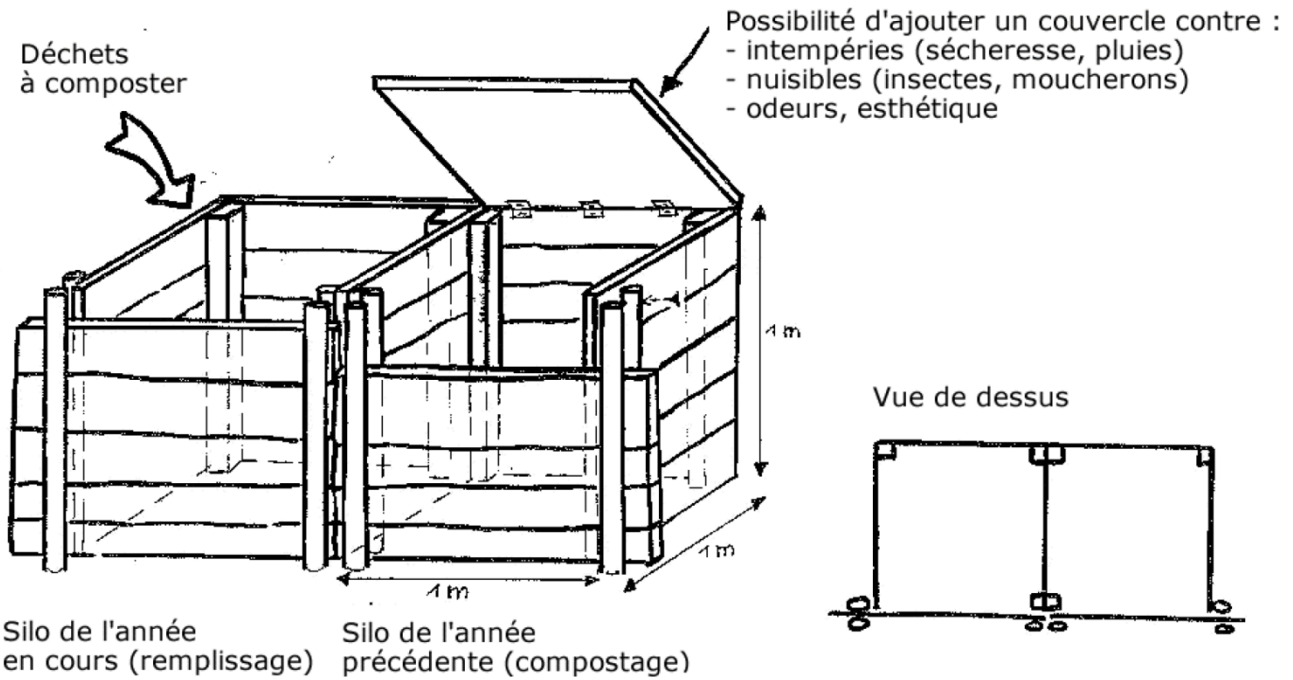 Déchets
à composter
Possibilité d'ajouter un couvercle contre :
- intempéries (sécheresse, pluies)
- nuisibles (insectes, moucherons)
- odeurs, esthétique
1 m
Vue de dessus
1 m
1 m
Silo de l'année
en cours (remplissage)
Silo de l'année
précédente (compostage)